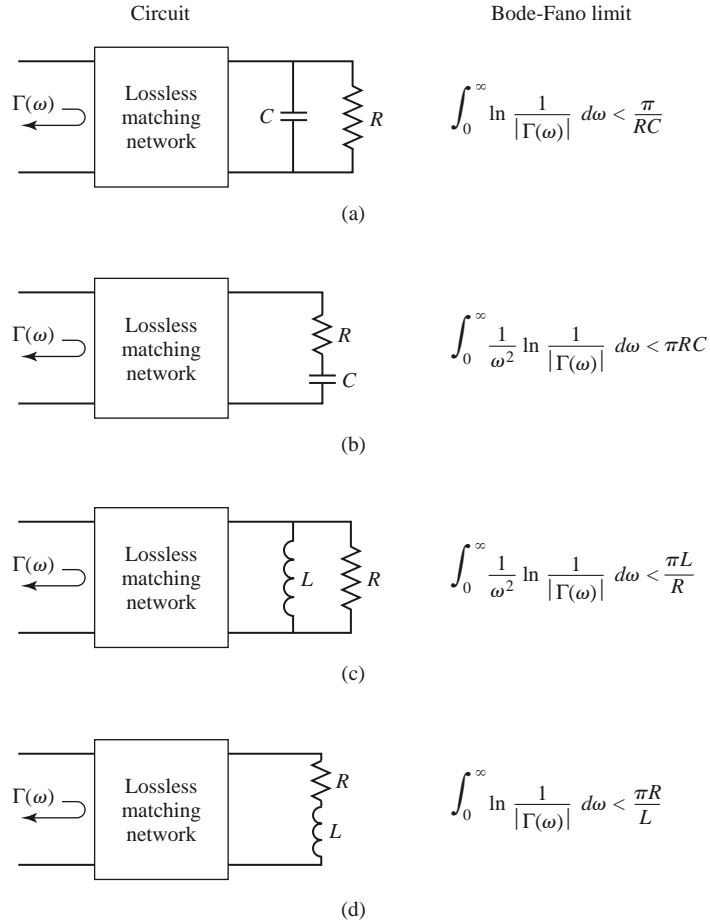 Circuit
Bode-Fano limit
Γ(ω)
Lossless
matching
network
C
R
∫₀^∞ ln 1/|Γ(ω)| dω < π/RC
(a)
Γ(ω)
Lossless
matching
network
R
C
∫₀^∞ 1/ω² ln 1/|Γ(ω)| dω < πRC
(b)
Γ(ω)
Lossless
matching
network
L
R
∫₀^∞ 1/ω² ln 1/|Γ(ω)| dω < πL/R
(c)
Γ(ω)
Lossless
matching
network
R
L
∫₀^∞ ln 1/|Γ(ω)| dω < πR/L
(d)